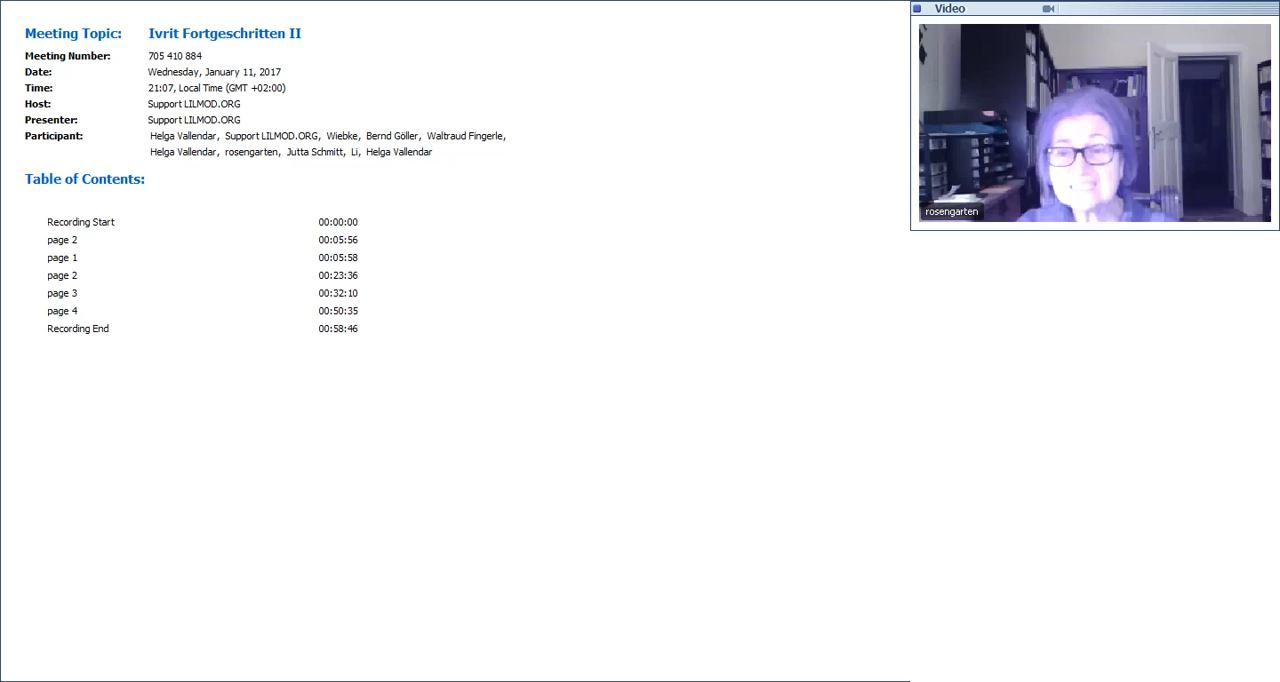 Meeting Topic: Ivrit Fortgeschritten II
Meeting Number: 705 410 884
Date: Wednesday, January 11, 2017
Time: 21:07, Local Time (GMT +02:00)
Host: Support LILMOD.ORG
Presenter: Support LILMOD.ORG
Participant: Helga Vallendar, Support LILMOD.ORG, Wiebke, Bernd Göller, Waltraud Fingerle,
Helga Vallendar, rosengarten, Jutta Schmitt, Li, Helga Vallendar
Table of Contents:
Recording Start 00:00:00
page 2 00:05:56
page 1 00:05:58
page 2 00:23:36
page 3 00:32:10
page 4 00:50:35
Recording End 00:58:46
Video
rosengarten